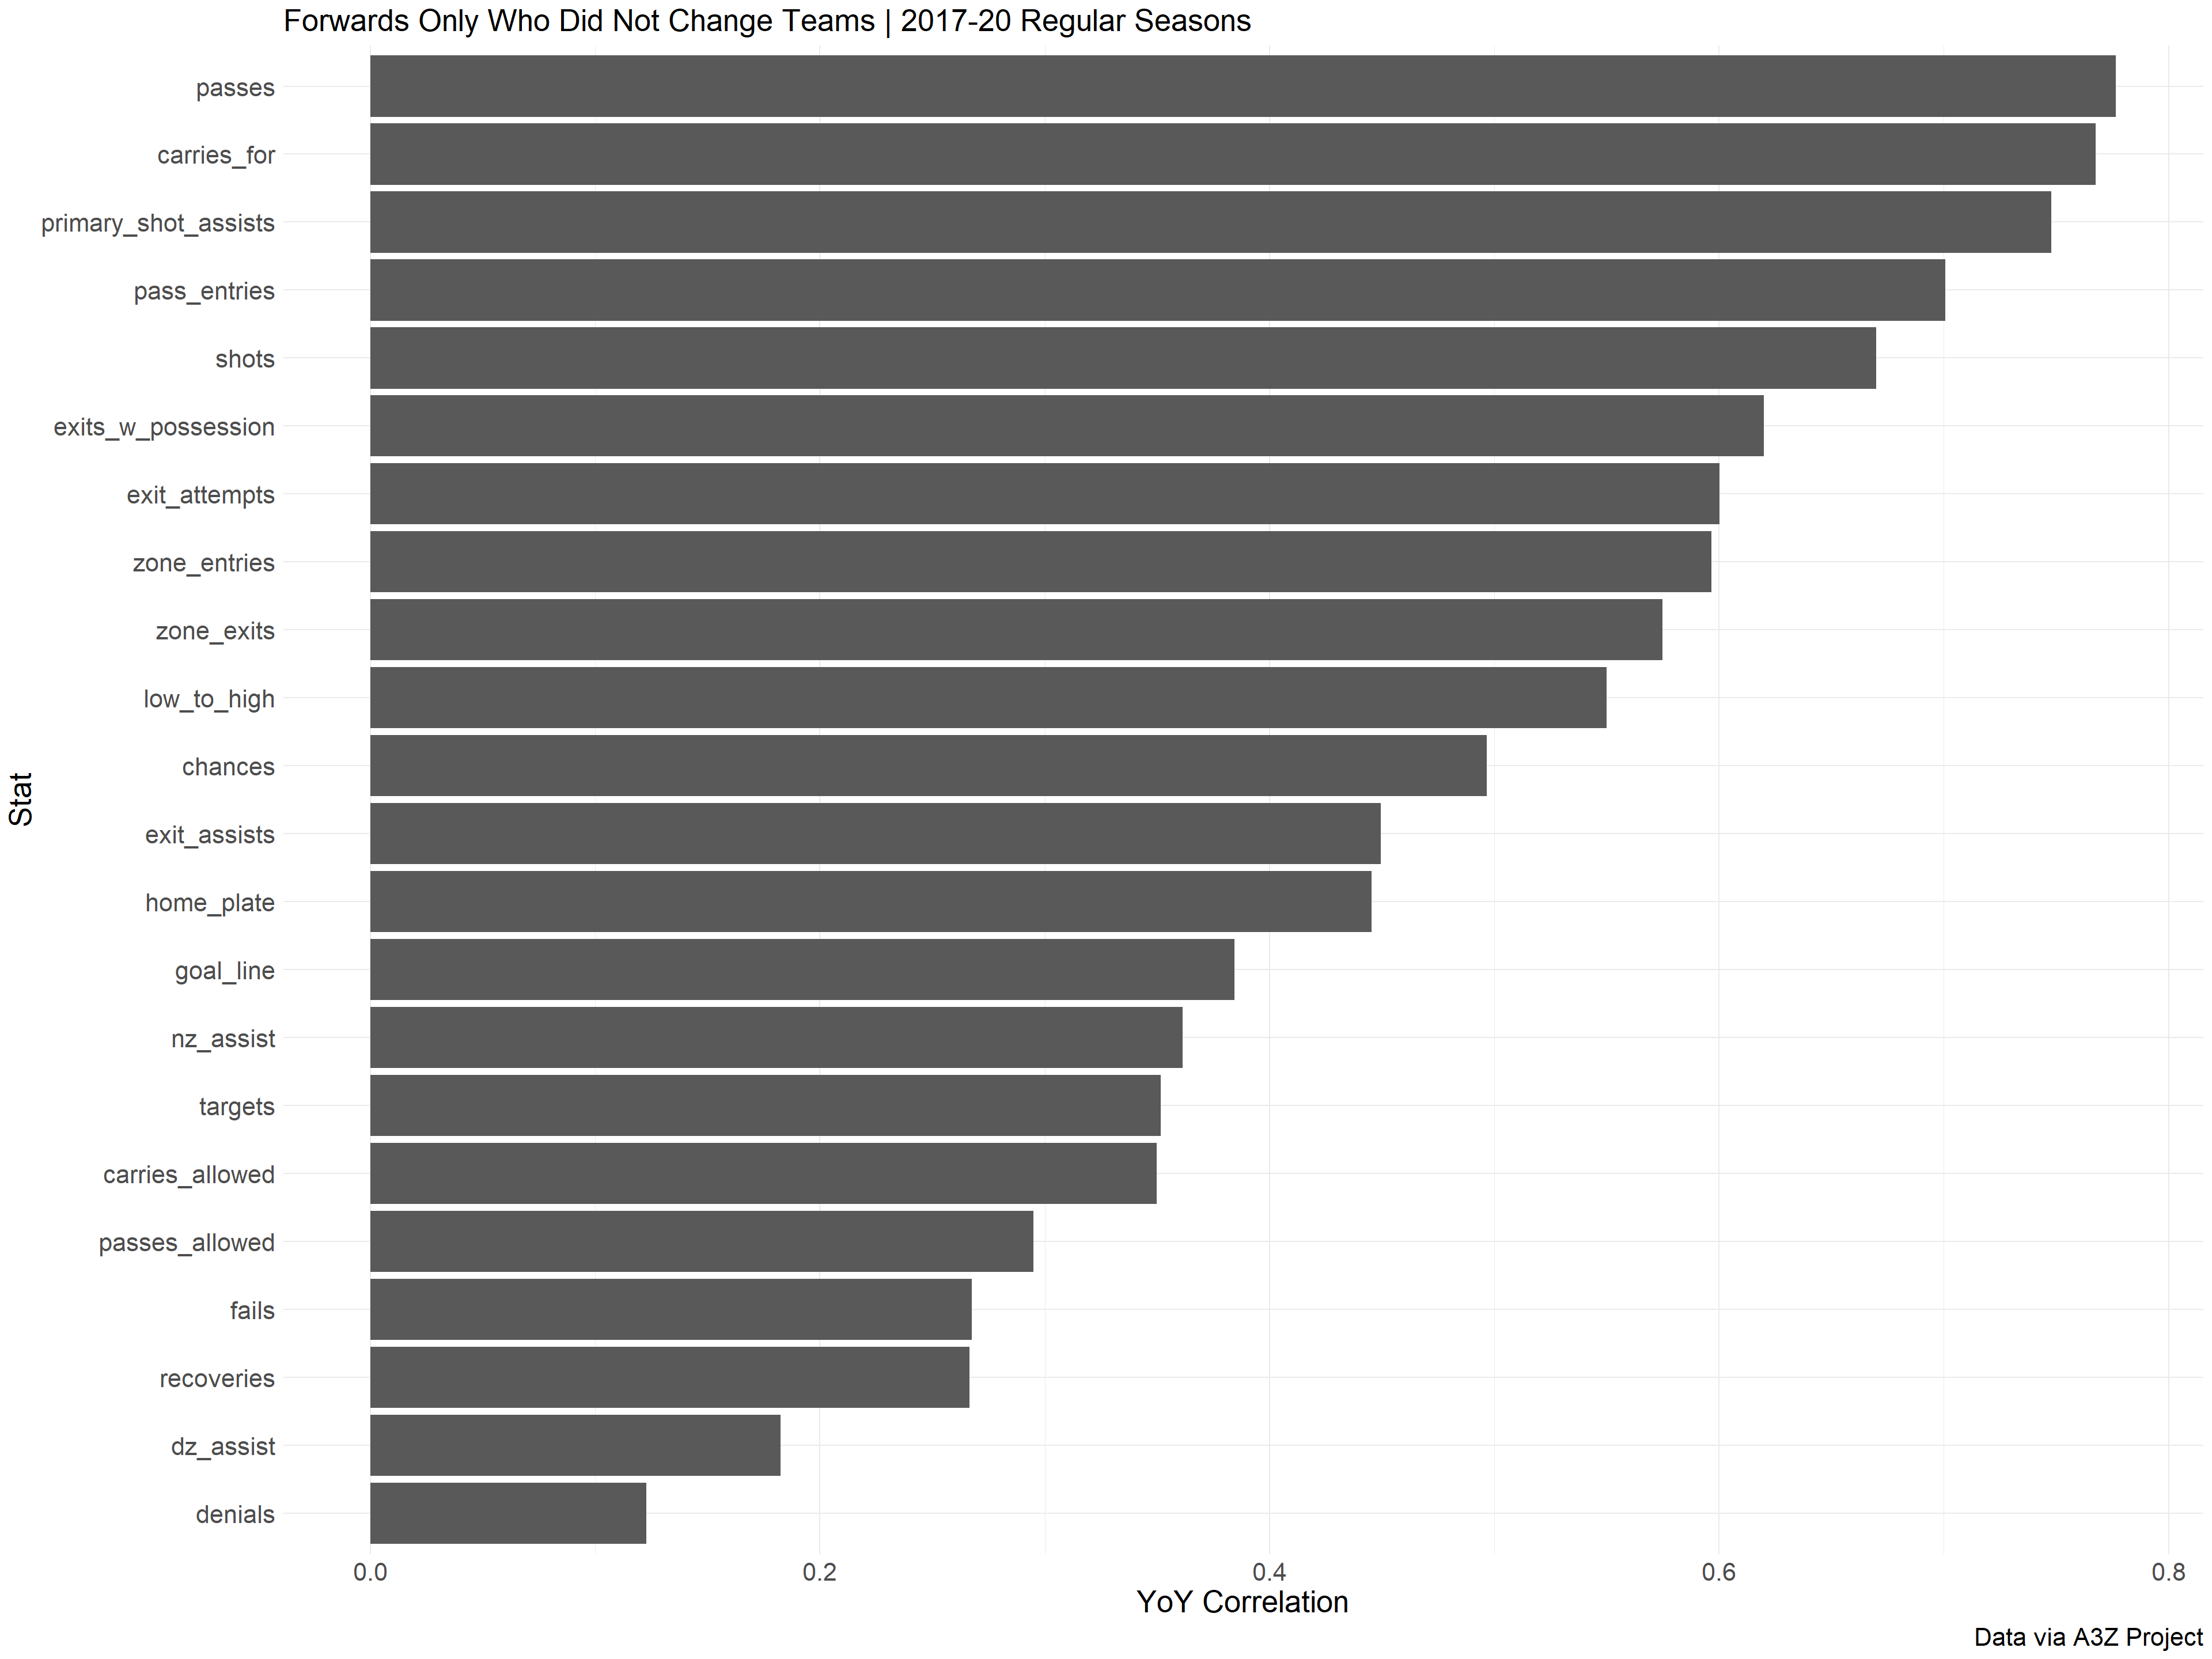 Forwards Only Who Did Not Change Teams | 2017-20 Regular Seasons
passes
carries_for
primary_shot_assists
pass_entries
shots
exits_w_possession
exit_attempts
zone_entries
zone_exits
low_to_high
chances
exit_assists
home_plate
goal_line
nz_assist
targets
carries_allowed
passes_allowed
fails
recoveries
dz_assist
denials
Stat
0.0 0.2 0.4 0.6 0.8
YoY Correlation
Data via A3Z Project